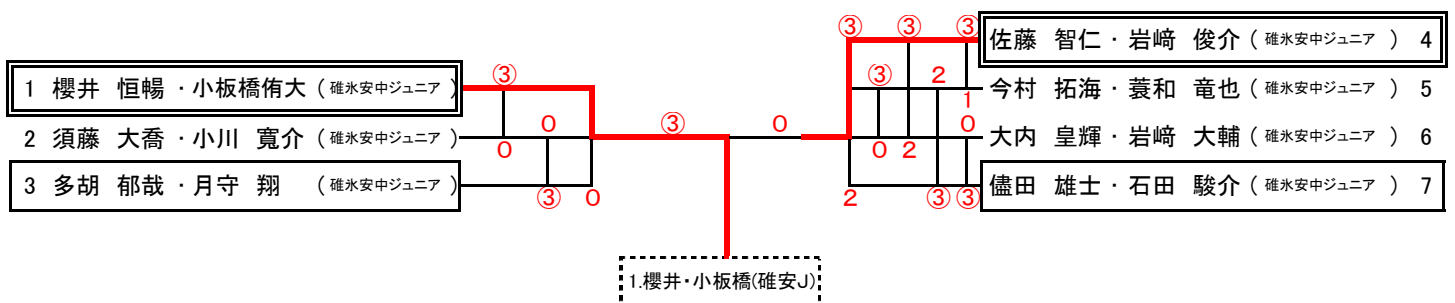 ③ ③ ③
佐藤 智仁・岩﨑 俊介 ( 碓氷安中ジュニア ) 4
1 櫻井 恒暢 ・小板橋侑大 ( 碓氷安中ジュニア )
③
③ 2
今村 拓海・蓑和 竜也 ( 碓氷安中ジュニア ) 5
1
0 ③ 0 0
2 須藤 大喬・小川 寛介 ( 碓氷安中ジュニア )
大内 皇輝・岩﨑 大輔 ( 碓氷安中ジュニア ) 6
0 0 2
3 多胡 郁哉 ・月守 翔 ( 碓氷安中ジュニア )
儘田 雄士・石田 駿介 ( 碓氷安中ジュニア ) 7
③ 0 2 ③ ③
1.櫻井・小板橋(碓安J)